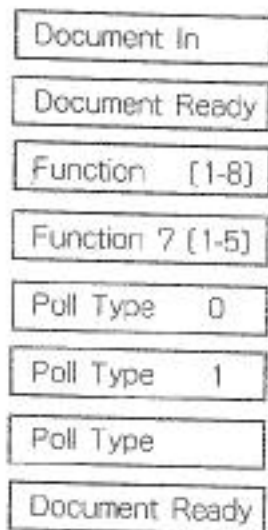 Document In
Document Ready
Function [1-8]
Function 7 [1-5]
Poll Type 0
Poll Type 1
Poll Type
Document Ready